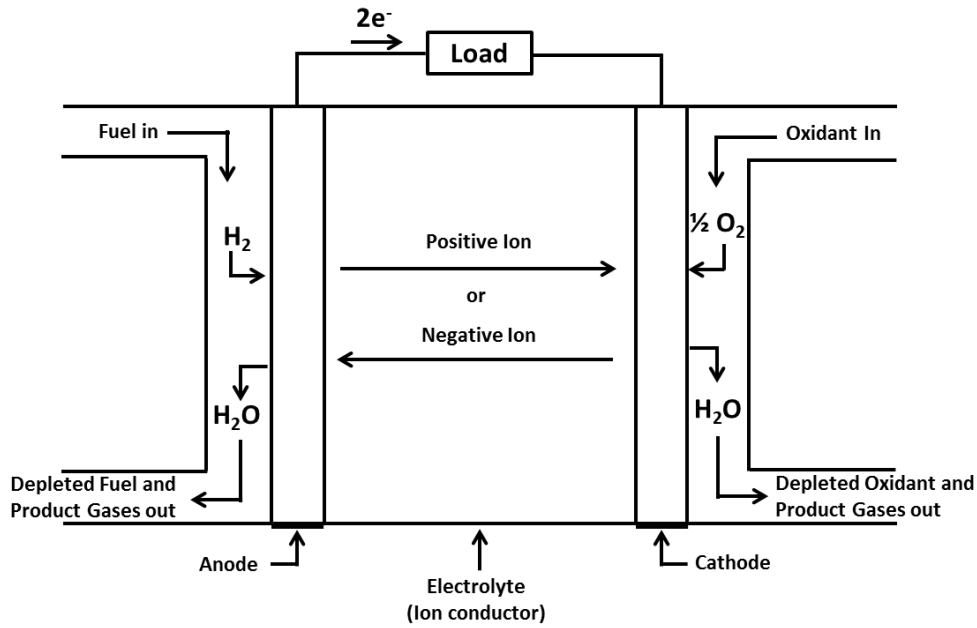 2e⁻
Load
Fuel in
Oxidant In
H₂
½ O₂
Positive Ion
or
Negative Ion
H₂O
H₂O
Depleted Fuel and
Product Gases out
Depleted Oxidant and
Product Gases out
Anode
Cathode
Electrolyte
(Ion conductor)